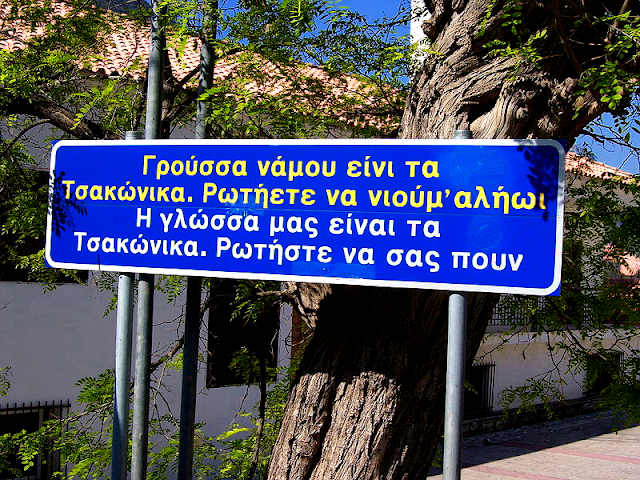 Γρούσσα νάμου είνι τα
Τσακώνικα. Ρωτήετε να νιούμ'αλήωι
Η γλώσσα μας είναι τα
Τσακώνικα. Ρωτήστε να σας πουν